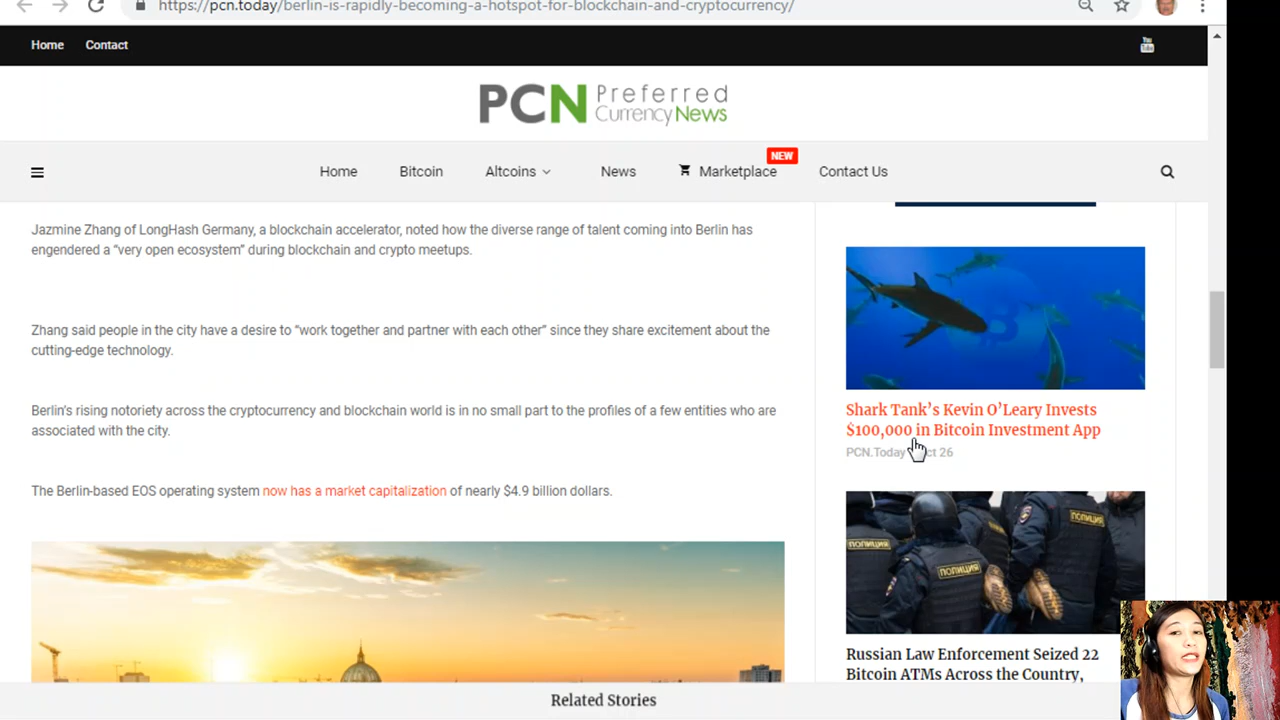 https://pcn.today/berlin-is-rapidly-becoming-a-hotspot-for-blockchain-and-cryptocurrency/
Home Contact
You
Tube
PCN Preferred
Currency News
NEW
Home Bitcoin Altcoins News Marketplace Contact Us
Jazmine Zhang of LongHash Germany, a blockchain accelerator, noted how the diverse range of talent coming into Berlin has
engendered a “very open ecosystem” during blockchain and crypto meetups.
Zhang said people in the city have a desire to “work together and partner with each other” since they share excitement about the
cutting-edge technology.
Berlin’s rising notoriety across the cryptocurrency and blockchain world is in no small part to the profiles of a few entities who are
associated with the city.
The Berlin-based EOS operating system now has a market capitalization of nearly $4.9 billion dollars.
Shark Tank’s Kevin O’Leary Invests
$100,000 in Bitcoin Investment App
PCN.Today 26
ПОЛИЦИЯ
ПОЛИЦИЯ
ПОЛИЦИЯ
Russian Law Enforcement Seized 22
Bitcoin ATMs Across the Country,
Related Stories